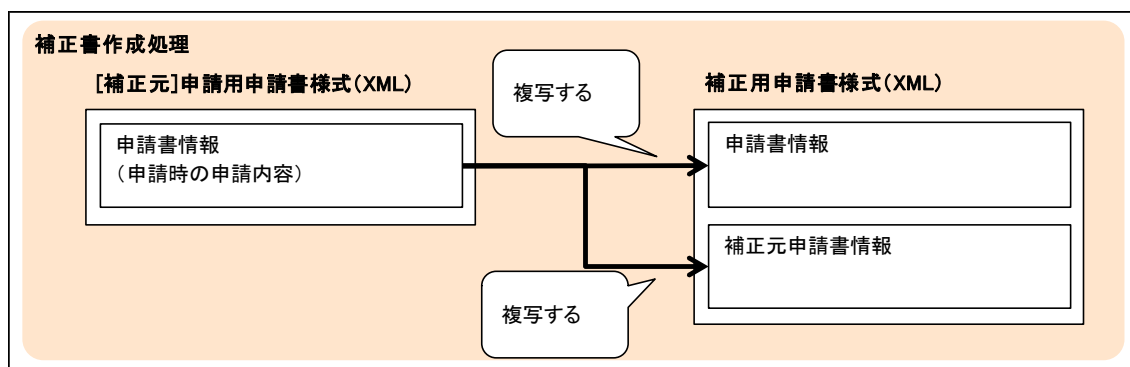 補正書作成処理
[補正元]申請用申請書様式(XML)
申請書情報
（申請時の申請内容）
複写する
補正用申請書様式(XML)
申請書情報
補正元申請書情報
複写する